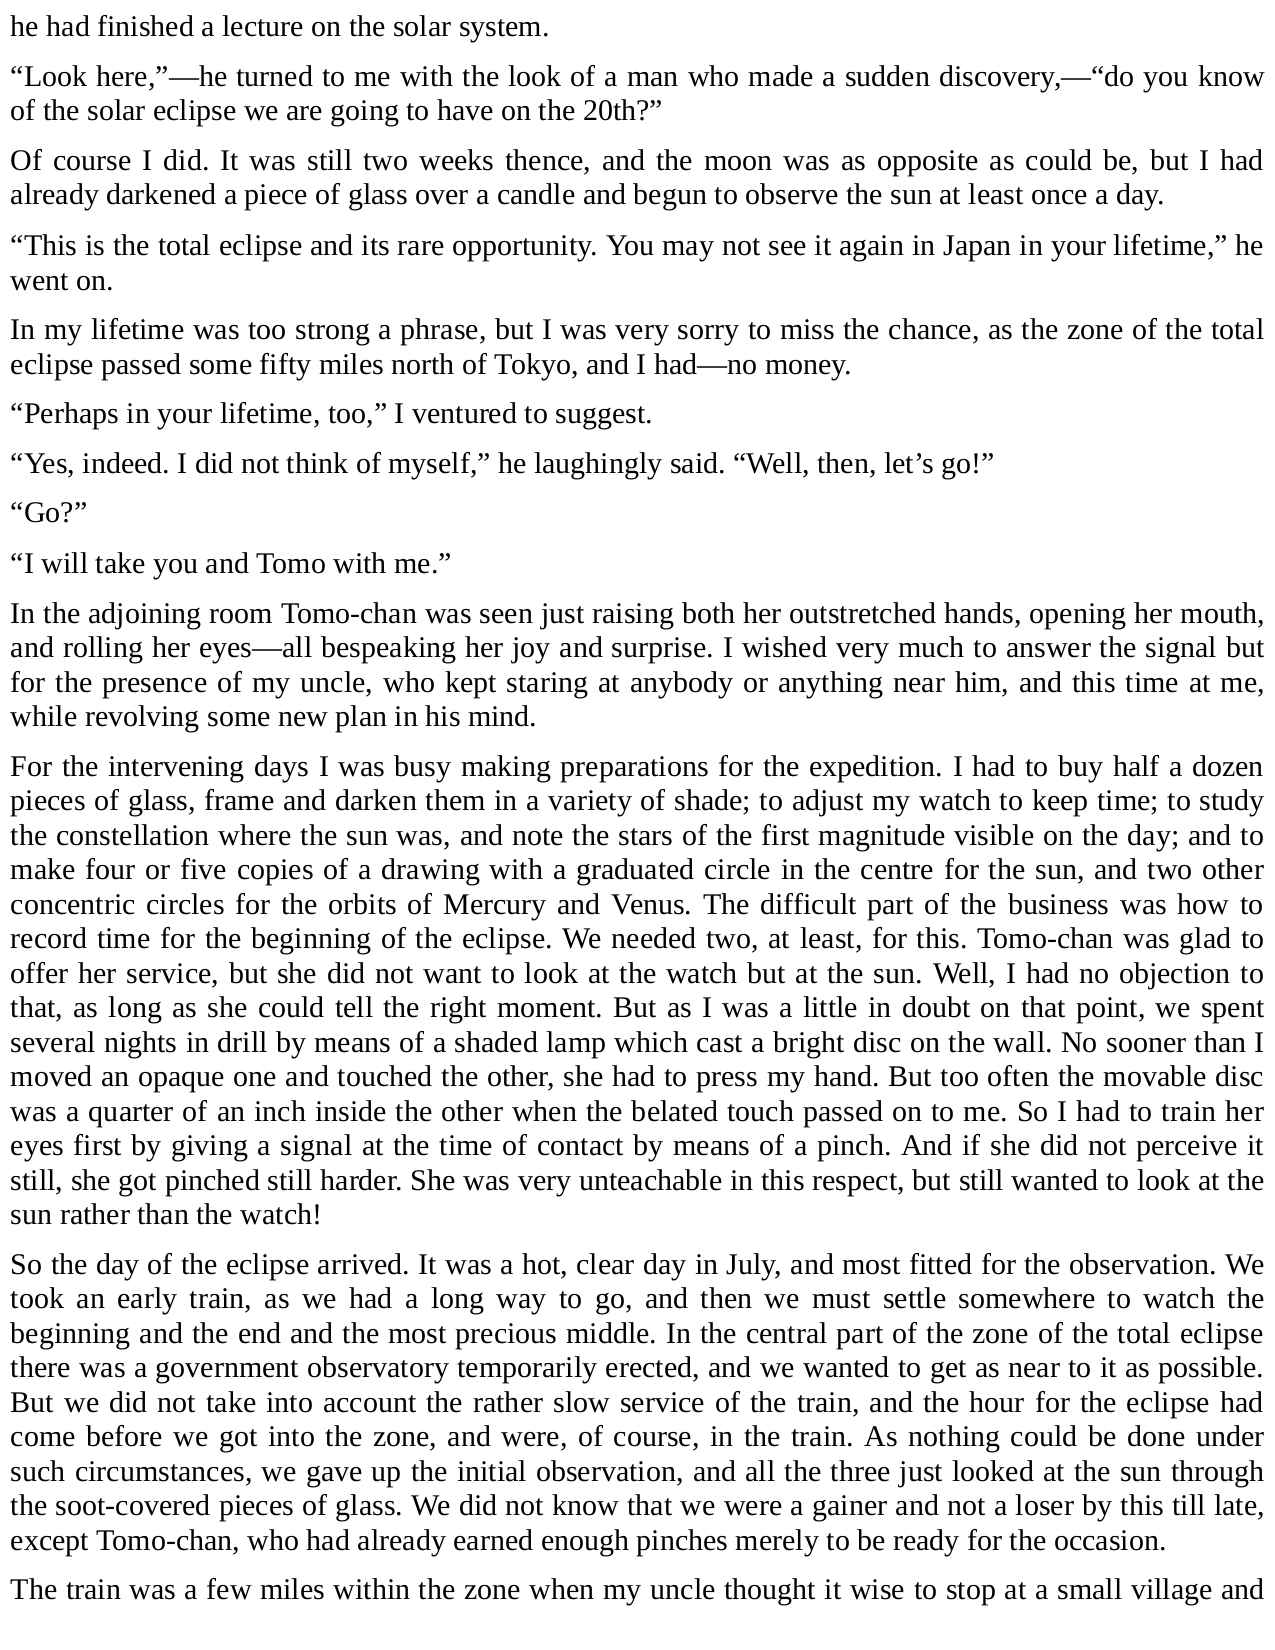 he had finished a lecture on the solar system.
“Look here,”—he turned to me with the look of a man who made a sudden discovery,—“do you know
of the solar eclipse we are going to have on the 20th?”
Of course I did. It was still two weeks thence, and the moon was as opposite as could be, but I had
already darkened a piece of glass over a candle and begun to observe the sun at least once a day.
“This is the total eclipse and its rare opportunity. You may not see it again in Japan in your lifetime,” he
went on.
In my lifetime was too strong a phrase, but I was very sorry to miss the chance, as the zone of the total
eclipse passed some fifty miles north of Tokyo, and I had—no money.
“Perhaps in your lifetime, too,” I ventured to suggest.
“Yes, indeed. I did not think of myself,” he laughingly said. “Well, then, let’s go!”
“Go?”
“I will take you and Tomo with me.”
In the adjoining room Tomo-chan was seen just raising both her outstretched hands, opening her mouth,
and rolling her eyes—all bespeaking her joy and surprise. I wished very much to answer the signal but
for the presence of my uncle, who kept staring at anybody or anything near him, and this time at me,
while revolving some new plan in his mind.
For the intervening days I was busy making preparations for the expedition. I had to buy half a dozen
pieces of glass, frame and darken them in a variety of shade; to adjust my watch to keep time; to study
the constellation where the sun was, and note the stars of the first magnitude visible on the day; and to
make four or five copies of a drawing with a graduated circle in the centre for the sun, and two other
concentric circles for the orbits of Mercury and Venus. The difficult part of the business was how to
record time for the beginning of the eclipse. We needed two, at least, for this. Tomo-chan was glad to
offer her service, but she did not want to look at the watch but at the sun. Well, I had no objection to
that, as long as she could tell the right moment. But as I was a little in doubt on that point, we spent
several nights in drill by means of a shaded lamp which cast a bright disc on the wall. No sooner than I
moved an opaque one and touched the other, she had to press my hand. But too often the movable disc
was a quarter of an inch inside the other when the belated touch passed on to me. So I had to train her
eyes first by giving a signal at the time of contact by means of a pinch. And if she did not perceive it
still, she got pinched still harder. She was very unteachable in this respect, but still wanted to look at the
sun rather than the watch!
So the day of the eclipse arrived. It was a hot, clear day in July, and most fitted for the observation. We
took an early train, as we had a long way to go, and then we must settle somewhere to watch the
beginning and the end and the most precious middle. In the central part of the zone of the total eclipse
there was a government observatory temporarily erected, and we wanted to get as near to it as possible.
But we did not take into account the rather slow service of the train, and the hour for the eclipse had
come before we got into the zone, and were, of course, in the train. As nothing could be done under
such circumstances, we gave up the initial observation, and all the three just looked at the sun through
the soot-covered pieces of glass. We did not know that we were a gainer and not a loser by this till late,
except Tomo-chan, who had already earned enough pinches merely to be ready for the occasion.
The train was a few miles within the zone when my uncle thought it wise to stop at a small village and